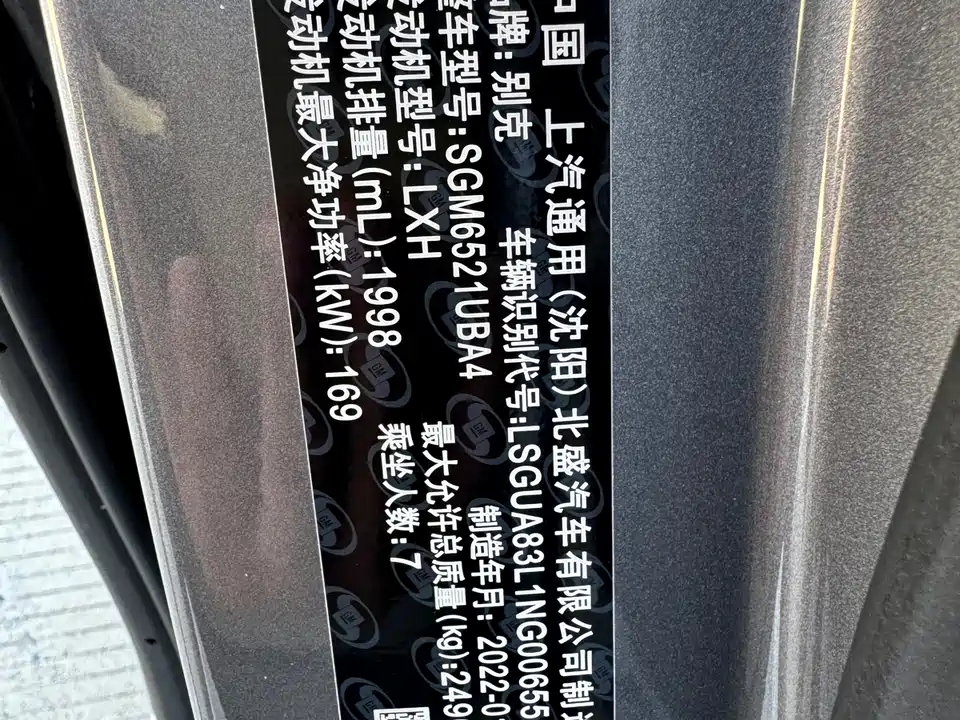 中国 上汽通用(沈阳)北盛汽车有限公司制造
品牌:别克 车辆识别代号:LSGUA83L1NG00655
整车型号:SGM6521UBA4 制造年月:2022-0
发动机型号:LXH 最大允许总质量(kg):249
发动机排量(mL):1998 乘坐人数:7
发动机最大净功率(kW):169